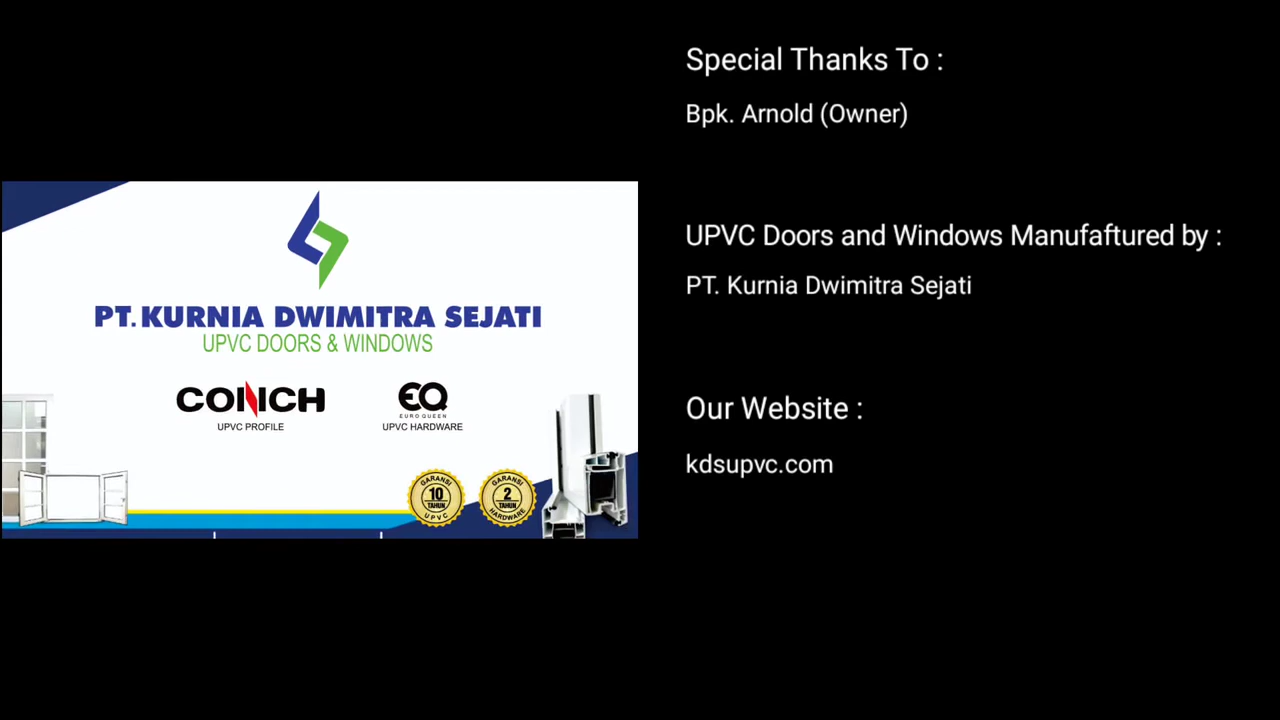 Special Thanks To :
Bpk. Arnold (Owner)
UPVC Doors and Windows Manufaftured by :
PT. Kurnia Dwimitra Sejati
Our Website :
kdsupvc.com
PT. KURNIA DWIMITRA SEJATI
UPVC DOORS & WINDOWS
CONCH
UPVC PROFILE
EQ
EURO QUEEN
UPVC HARDWARE
GARANSI
10
TAHUN
UPVC
GARANSI
2
TAHUN
HARDWARE